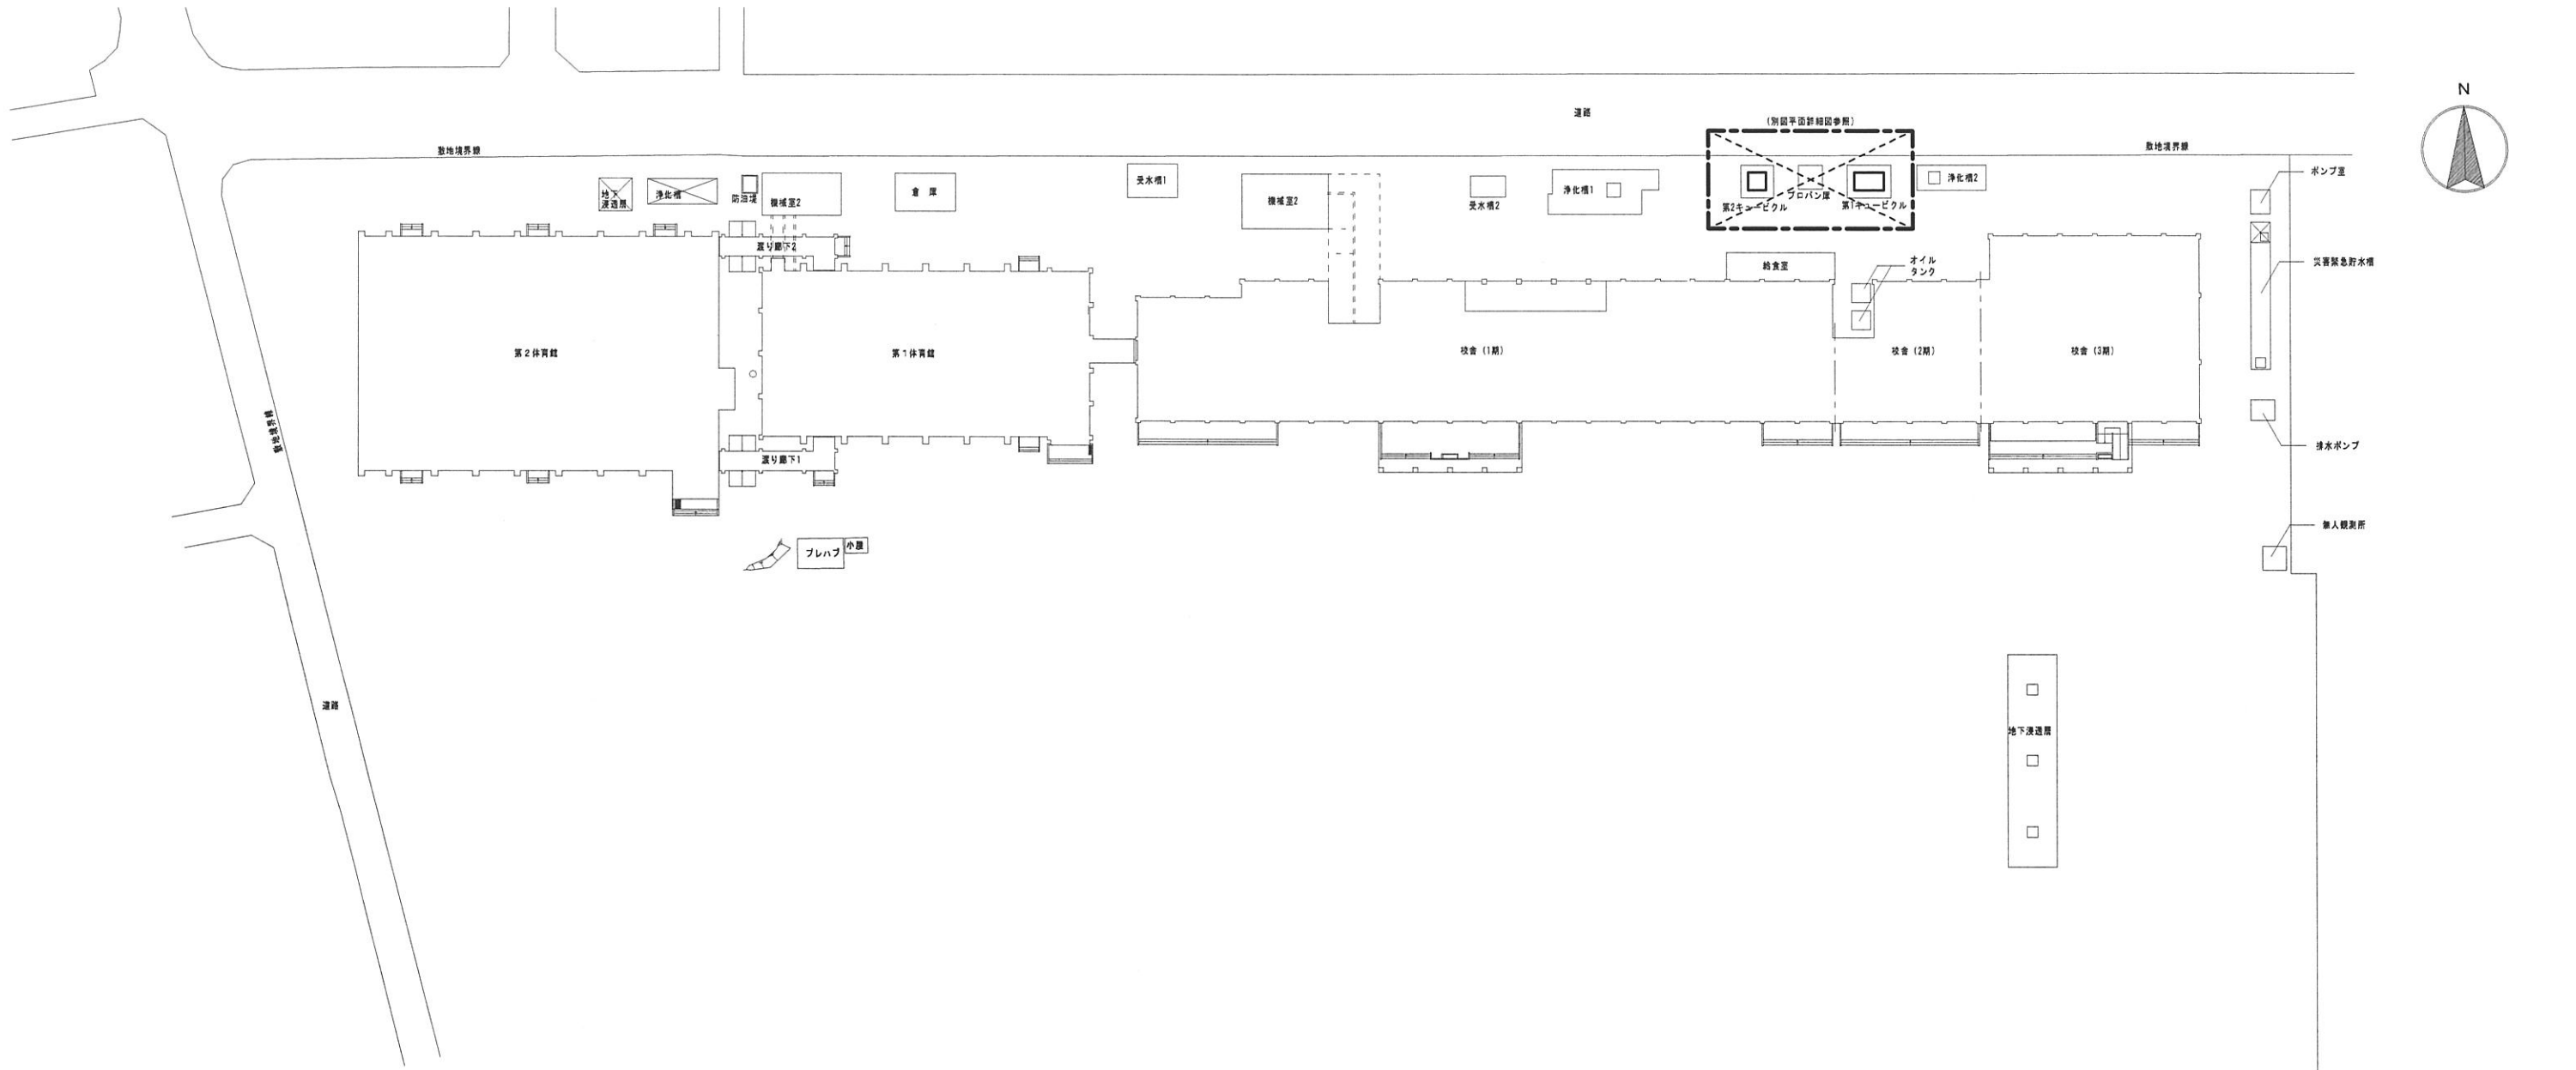 N
道路
(別図平面詳細図参照)
敷地境界線
敷地境界線
ポンプ室
地下
浸透層
浄化槽
防油堤
機械室2
倉 庫
受水槽1
機械室2
受水槽2
浄化槽1
第2キュービクル
プロパン庫
第1キュービクル
浄化槽2
渡り廊下2
給食室
オイル
タンク
災害緊急貯水槽
第2体育館
第1体育館
校舎 (1期)
校舎 (2期)
校舎 (3期)
敷地境界線
渡り廊下1
排水ポンプ
無人観測所
プレハブ
小屋
道路
地下浸透層